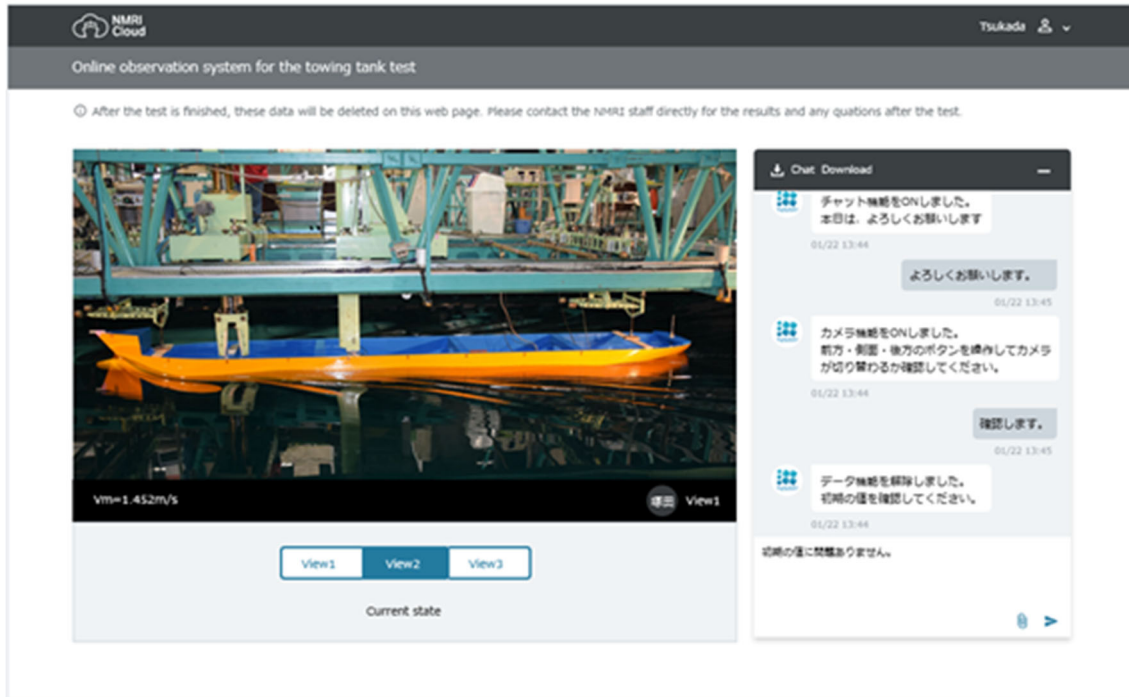 NMRI
Cloud
Tsukada
Online observation system for the towing tank test
After the test is finished, these data will be deleted on this web page. Please contact the NMRI staff directly for the results and any quations after the test.
Vm=1.452m/s
塚田
View1
View1
View2
View3
Current state
Chat Download
チャット機能をONしました。
本日は、よろしくお願いします
01/22 13:44
よろしくお願いします。
01/22 13:45
カメラ機能をONしました。
前方・側面・後方のボタンを操作してカメラ
が切り替わるか確認してください。
01/22 13:44
確認します。
01/22 13:45
データ機能を解除しました。
初期の値を確認してください。
01/22 13:44
初期の値に問題ありません。